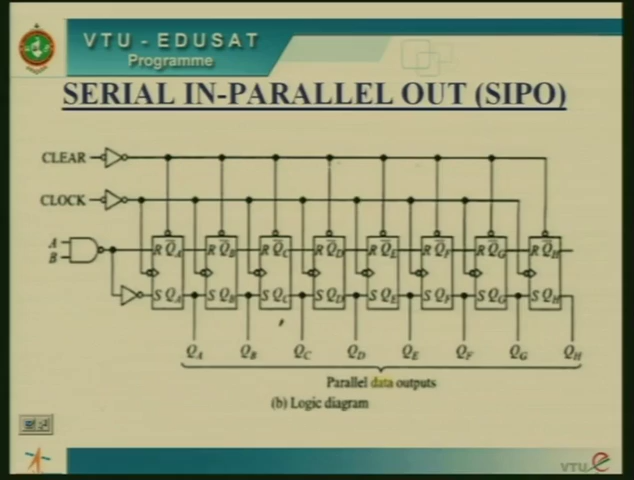 VTU - EDUSAT
Programme
SERIAL IN-PARALLEL OUT (SIPO)
CLEAR
CLOCK
A
B
R Q̅A R Q̅B R Q̅C R Q̅D R Q̅E R Q̅F R Q̅G R Q̅H
S QA S QB S QC S QD S QE S QF S QG S QH
QA QB QC QD QE QF QG QH
Parallel data outputs
(b) Logic diagram
VTU e